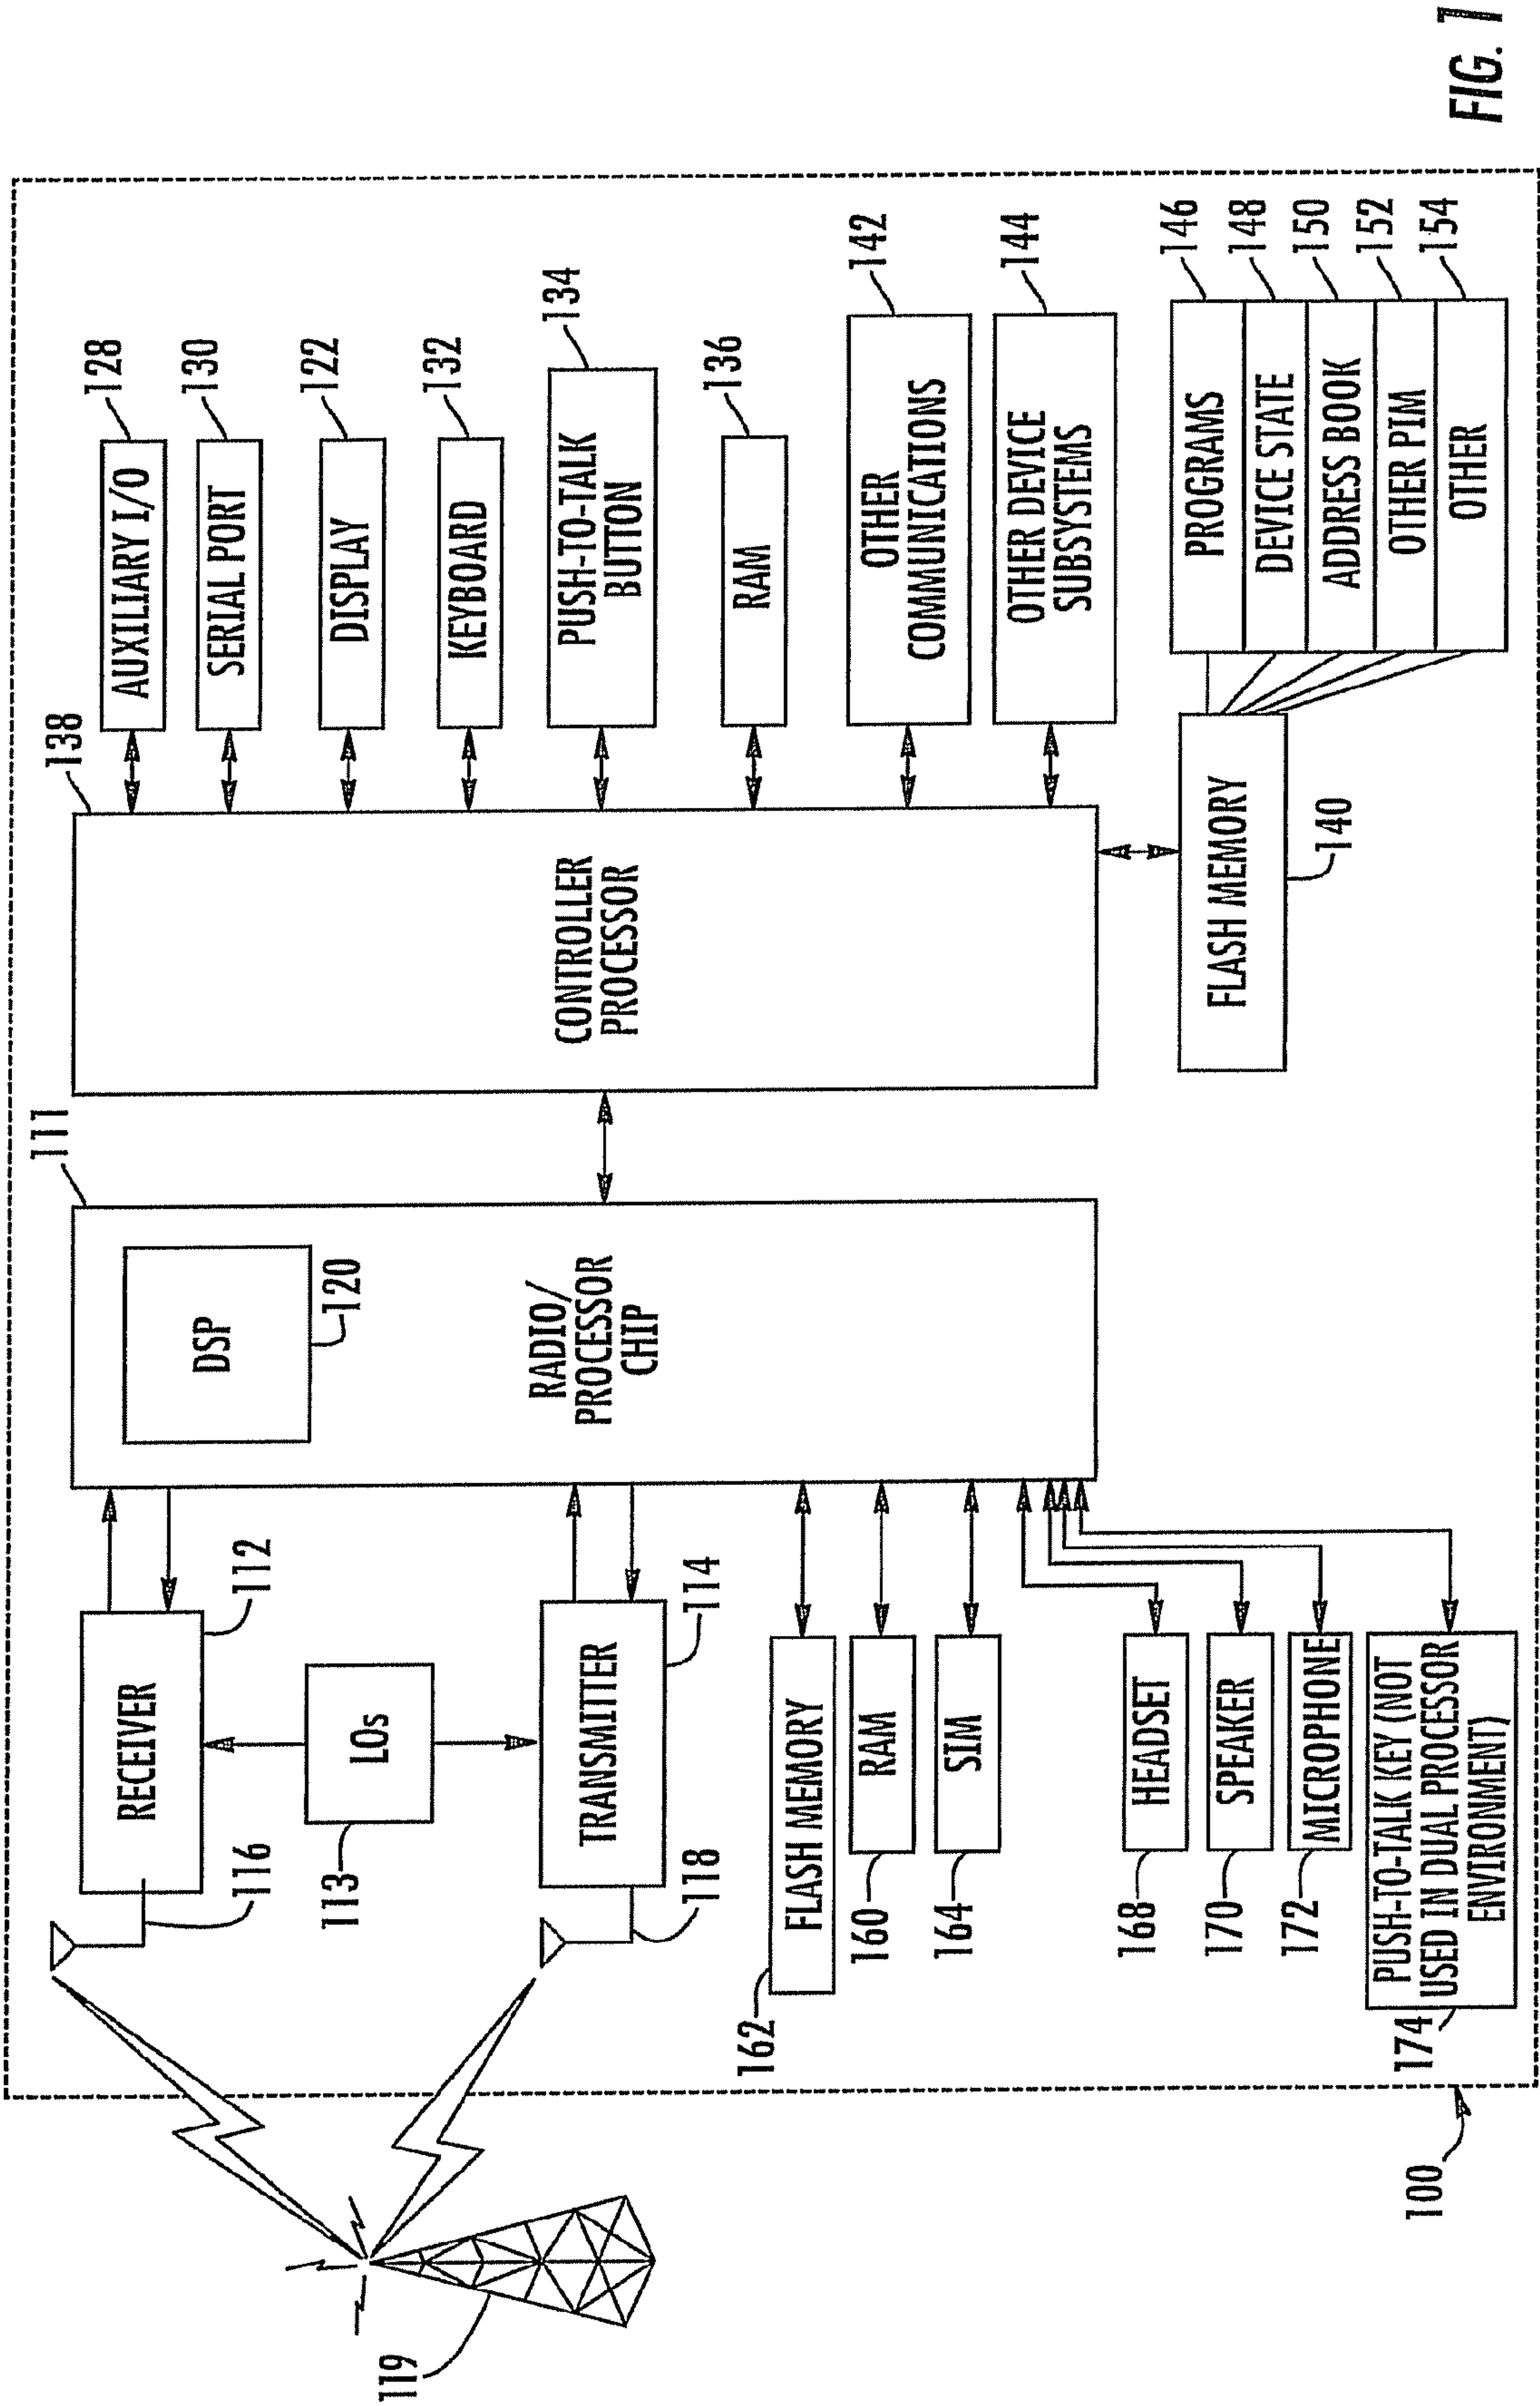 119
100
116
RECEIVER
112
113
LOs
118
TRANSMITTER
114
162
FLASH MEMORY
160
RAM
164
SIM
168
HEADSET
170
SPEAKER
172
MICROPHONE
174
PUSH-TO-TALK KEY (NOT
USED IN DUAL PROCESSOR
ENVIRONMENT)
111
DSP
120
RADIO/
PROCESSOR
CHIP
138
CONTROLLER
PROCESSOR
FLASH MEMORY
140
AUXILIARY I/O
128
SERIAL PORT
130
DISPLAY
122
KEYBOARD
132
PUSH-TO-TALK
BUTTON
134
RAM
136
OTHER
COMMUNICATIONS
142
OTHER DEVICE
SUBSYSTEMS
144
PROGRAMS
146
DEVICE STATE
148
ADDRESS BOOK
150
OTHER PIM
152
OTHER
154
FIG. 1